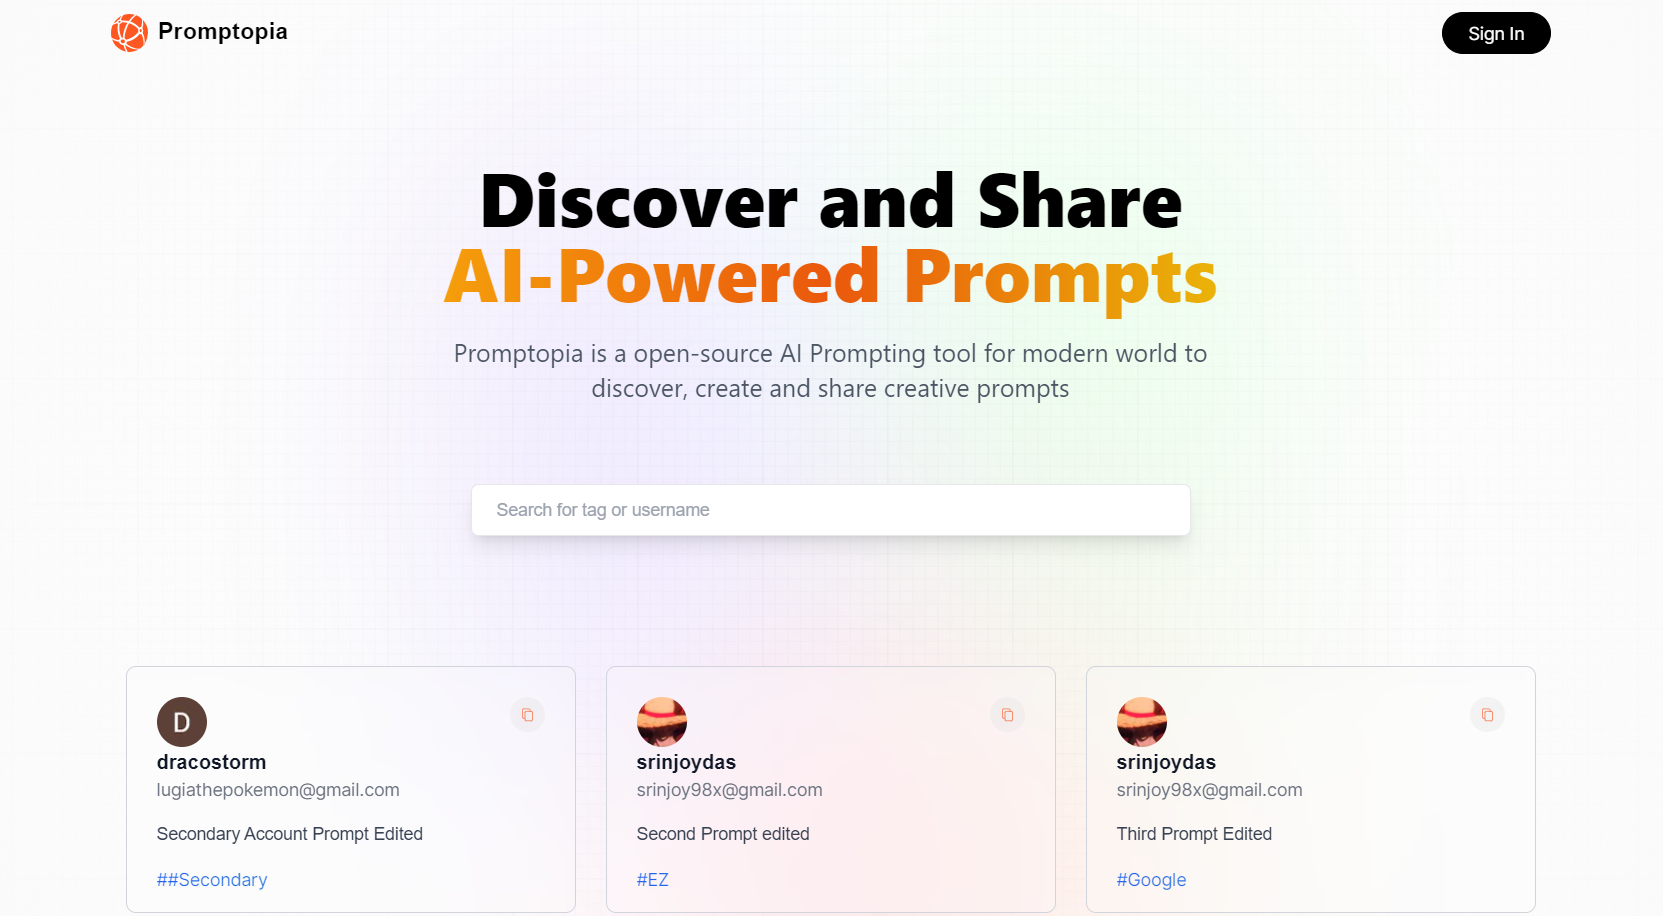 Promptopia
Sign In
Discover and Share
AI-Powered Prompts
Promptopia is a open-source AI Prompting tool for modern world to
discover, create and share creative prompts
Search for tag or username
D
dracostorm
lugiathepokemon@gmail.com
Secondary Account Prompt Edited
##Secondary
srinjoydas
srinjoy98x@gmail.com
Second Prompt edited
#EZ
srinjoydas
srinjoy98x@gmail.com
Third Prompt Edited
#Google